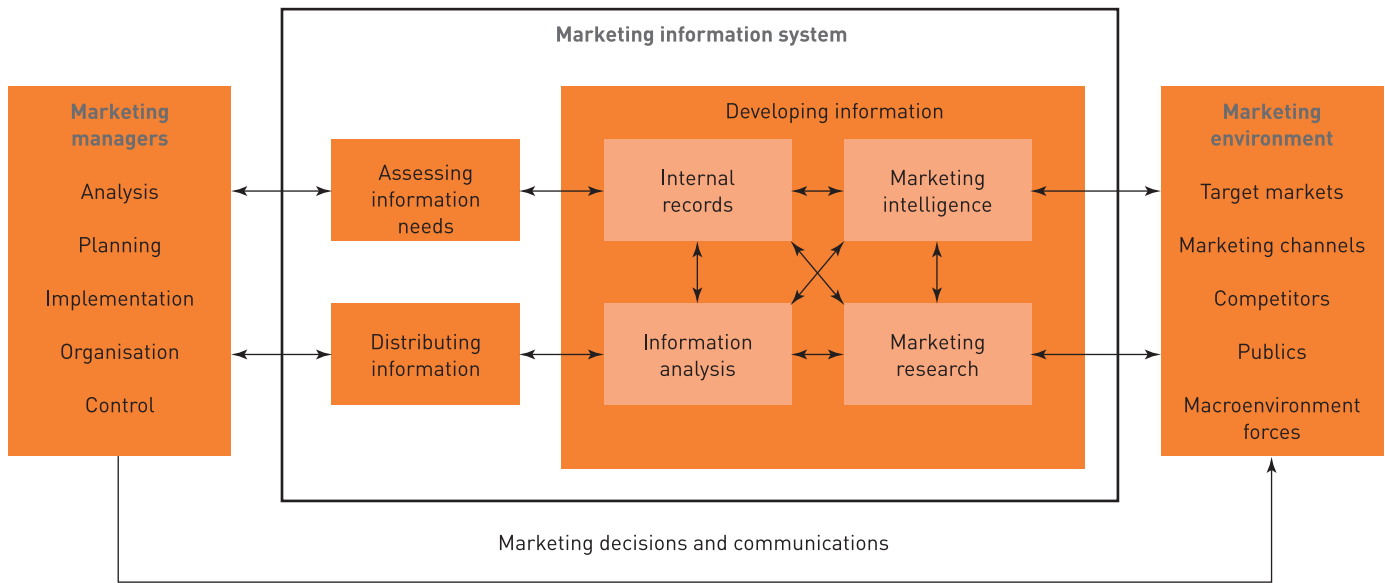 Marketing information system
Marketing
managers
Analysis
Planning
Implementation
Organisation
Control
Assessing
information
needs
Distributing
information
Developing information
Internal
records
Marketing
intelligence
Information
analysis
Marketing
research
Marketing
environment
Target markets
Marketing channels
Competitors
Publics
Macroenvironment
forces
Marketing decisions and communications